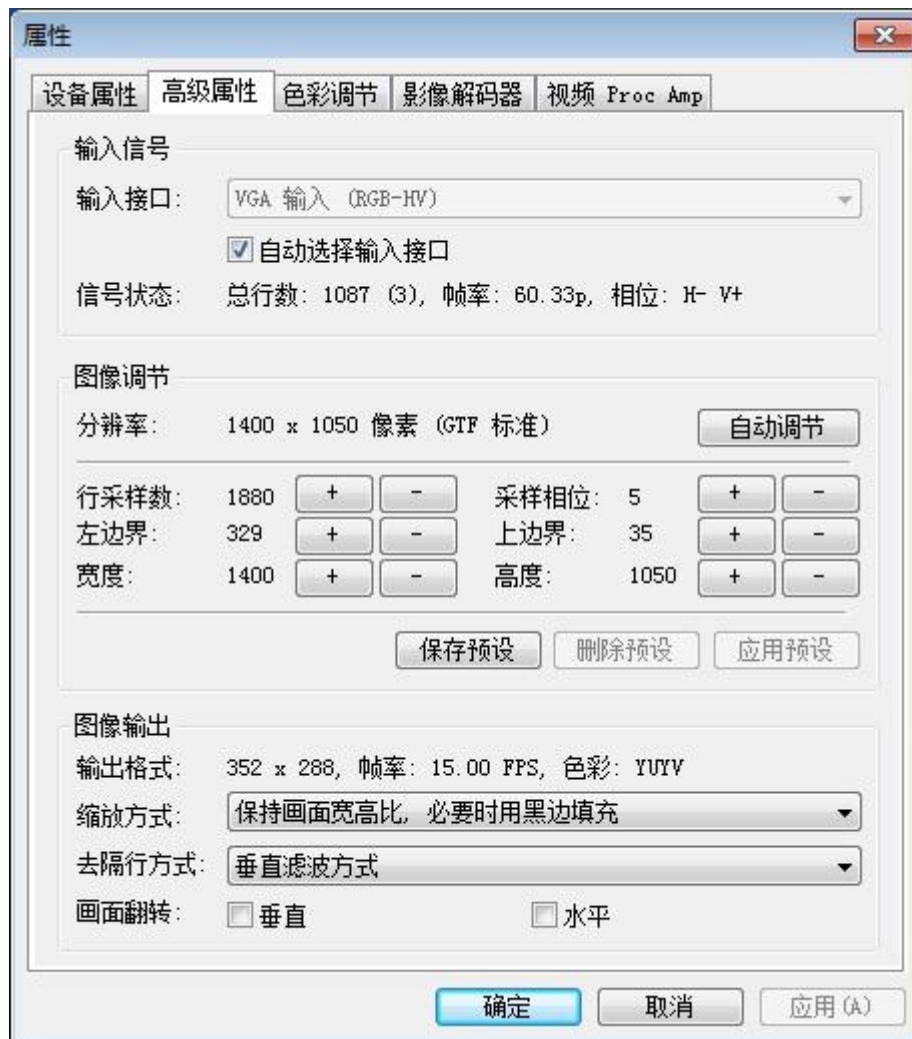 属性
设备属性 高级属性 色彩调节 影像解码器 视频 Proc Amp
输入信号
输入接口: VGA 输入 (RGB-HV)
自动选择输入接口
信号状态: 总行数: 1087 (3), 帧率: 60.33p, 相位: H- V+
图像调节
分辨率: 1400 x 1050 像素 (GTF 标准) 自动调节
行采样数: 1880 + - 采样相位: 5 + -
左边界: 329 + - 上边界: 35 + -
宽度: 1400 + - 高度: 1050 + -
保存预设 删除预设 应用预设
图像输出
输出格式: 352 x 288, 帧率: 15.00 FPS, 色彩: YUYV
缩放方式: 保持画面宽高比, 必要时用黑边填充
去隔行方式: 垂直滤波方式
画面翻转: 垂直 水平
确定 取消 应用(A)